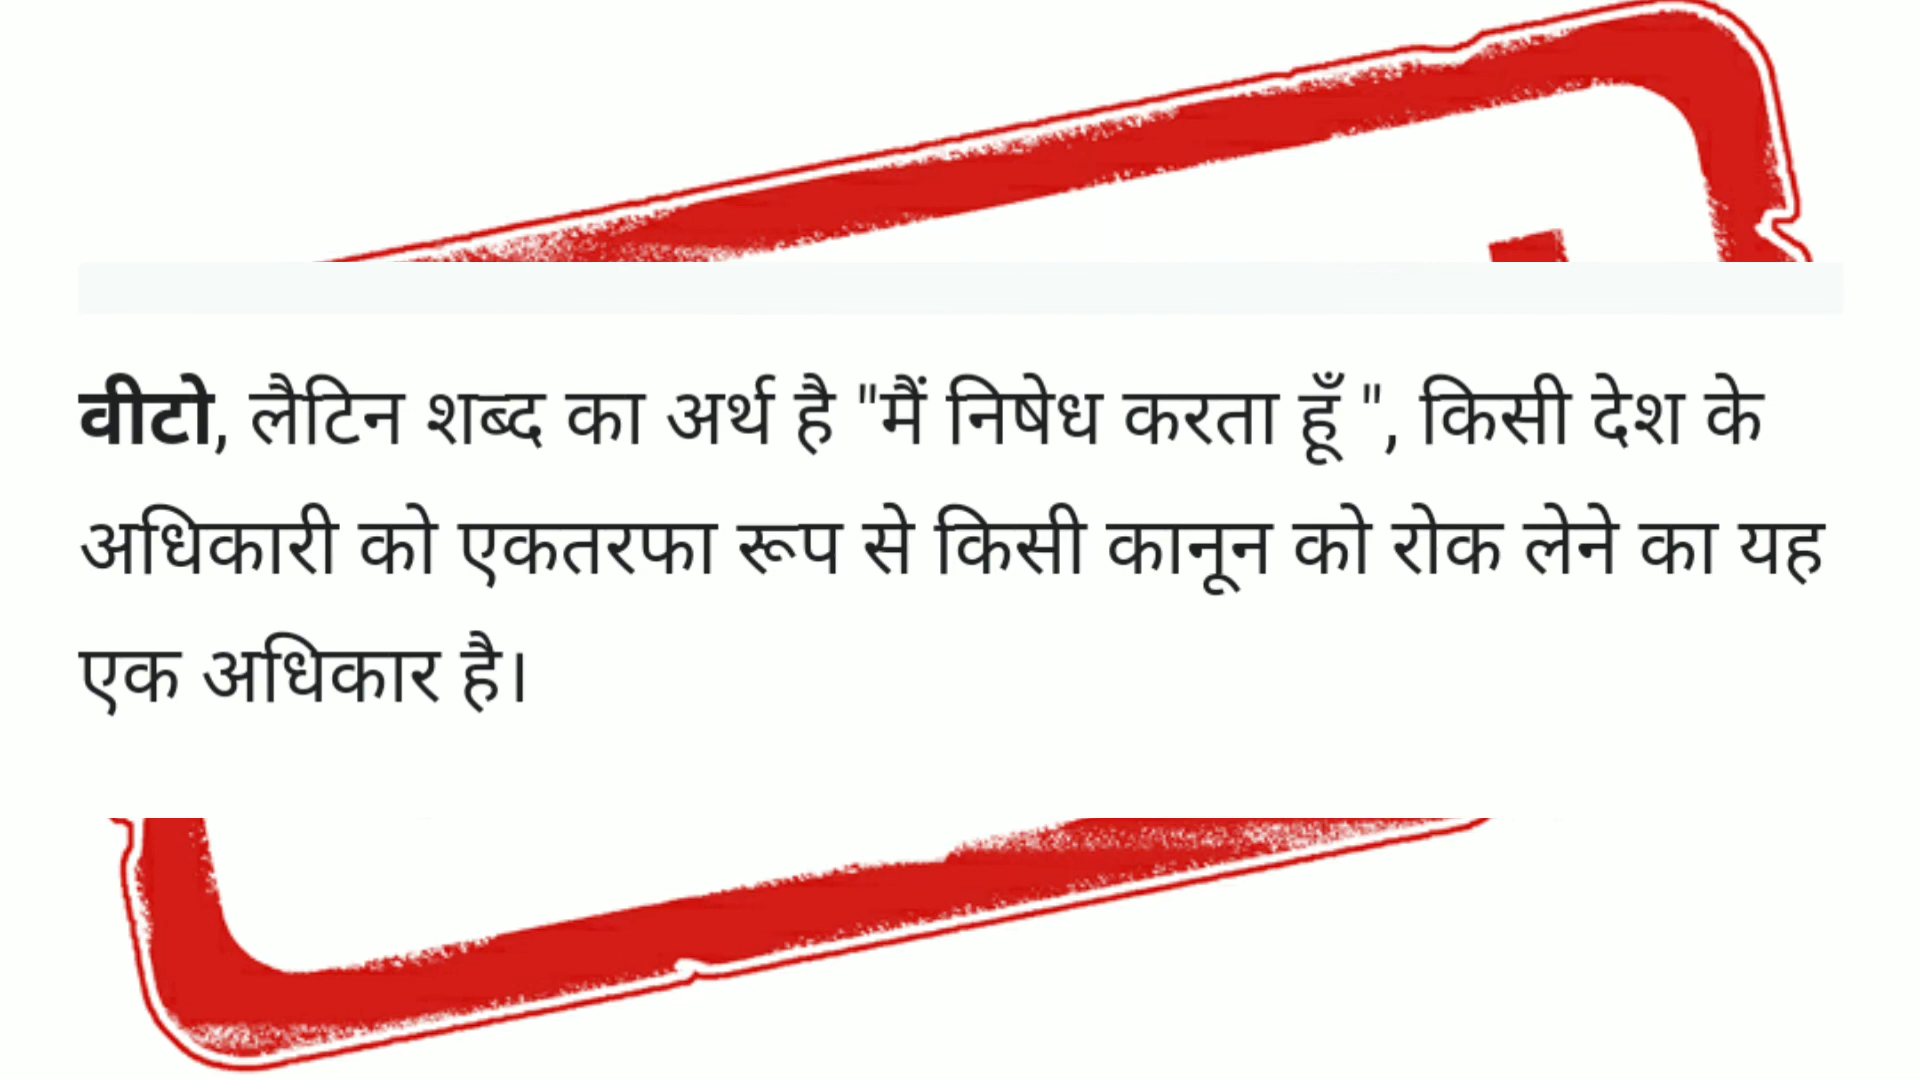 वीटो, लैटिन शब्द का अर्थ है "मैं निषेध करता हूँ ", किसी देश के
अधिकारी को एकतरफा रूप से किसी कानून को रोक लेने का यह
एक अधिकार है।